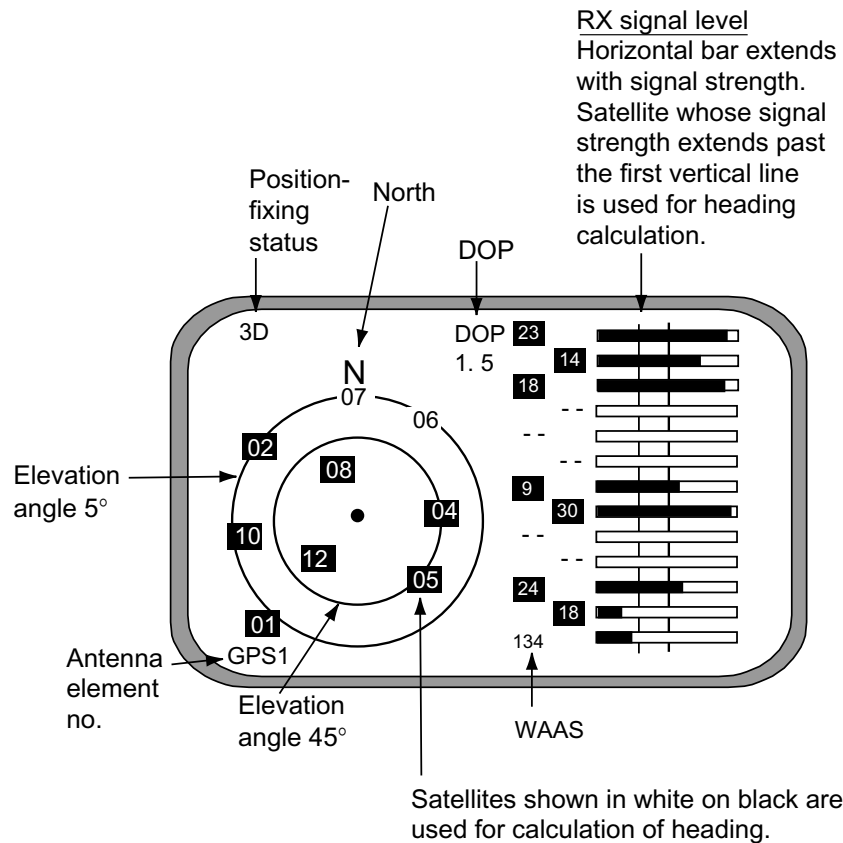 RX signal level
Horizontal bar extends
with signal strength.
Satellite whose signal
strength extends past
the first vertical line
is used for heading
calculation.
Position-
fixing
status
North
DOP
3D
DOP
1. 5
N
07
06
02
08
04
10
12
05
01
GPS1
23
14
18
- -
- -
- -
9
30
- -
- -
24
18
134
Elevation
angle 5°
Antenna
element
no.
Elevation
angle 45°
WAAS
Satellites shown in white on black are
used for calculation of heading.